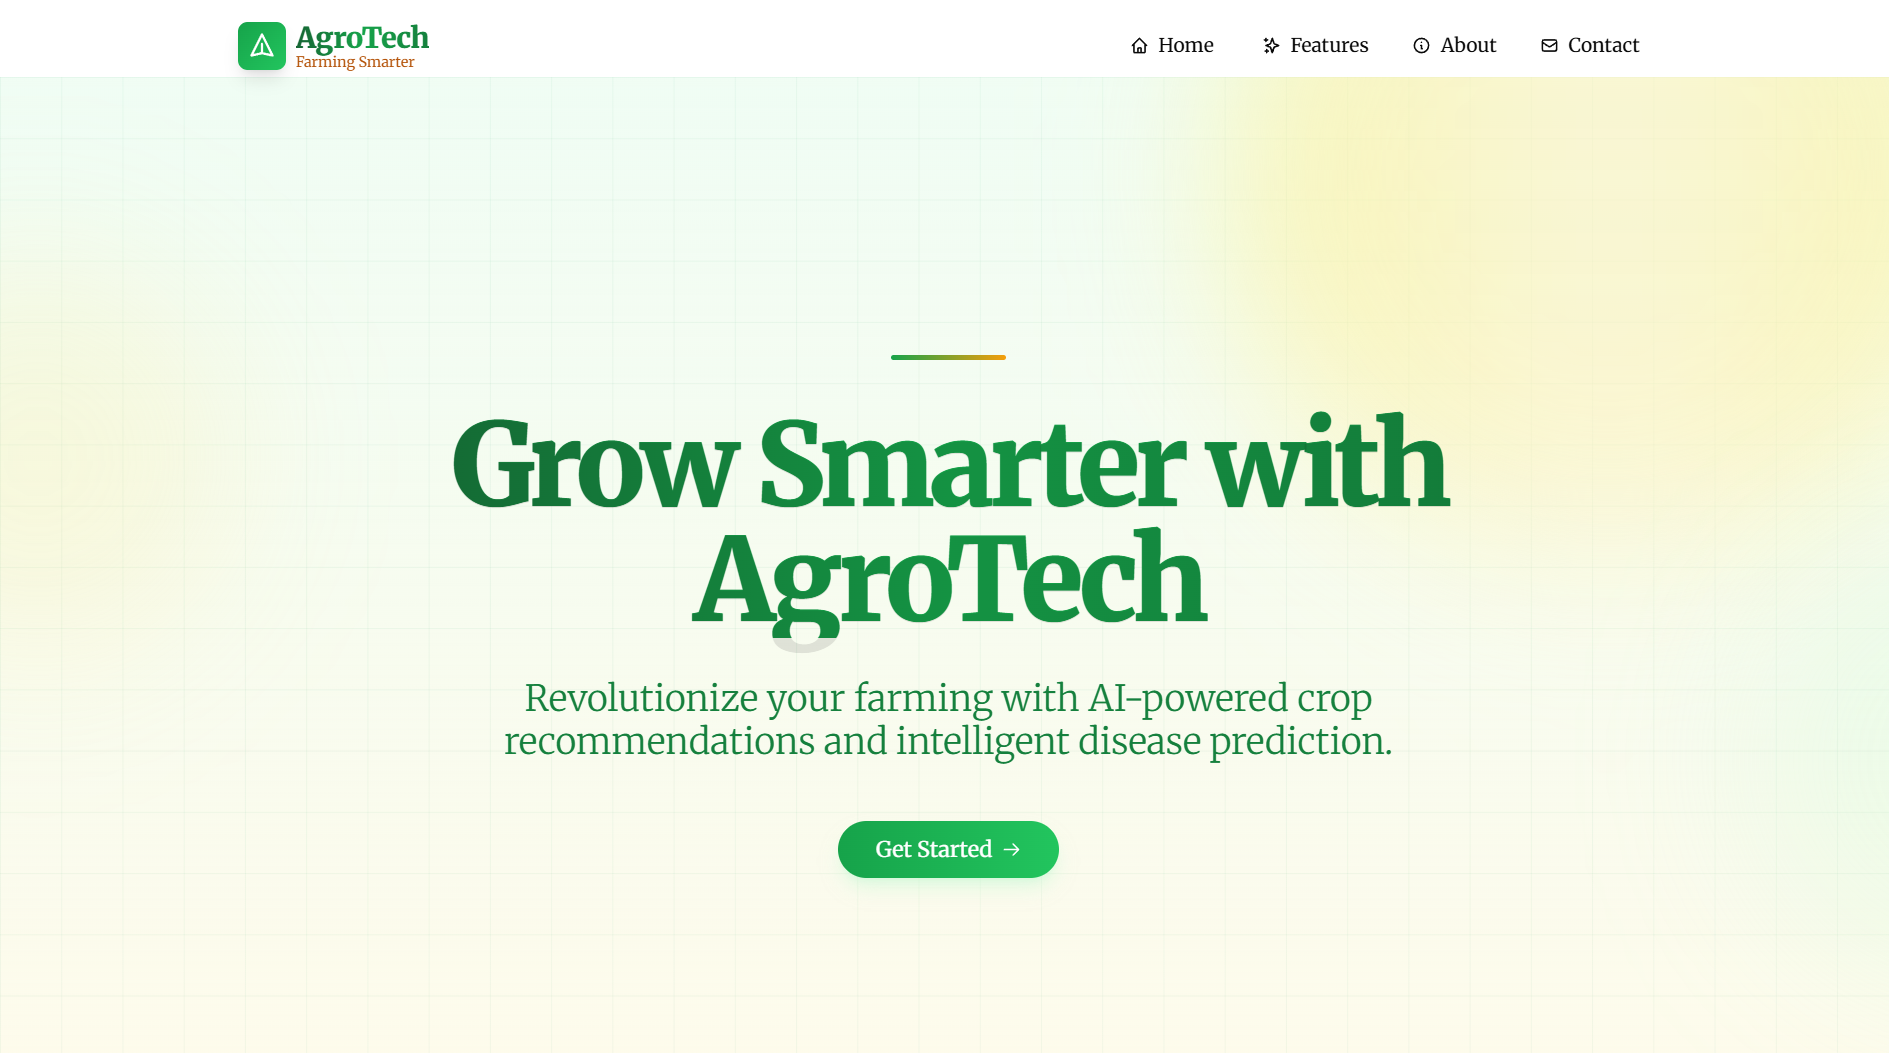 AgroTech
Farming Smarter
Home
Features
About
Contact
Grow Smarter with
AgroTech
Revolutionize your farming with AI-powered crop
recommendations and intelligent disease prediction.
Get Started